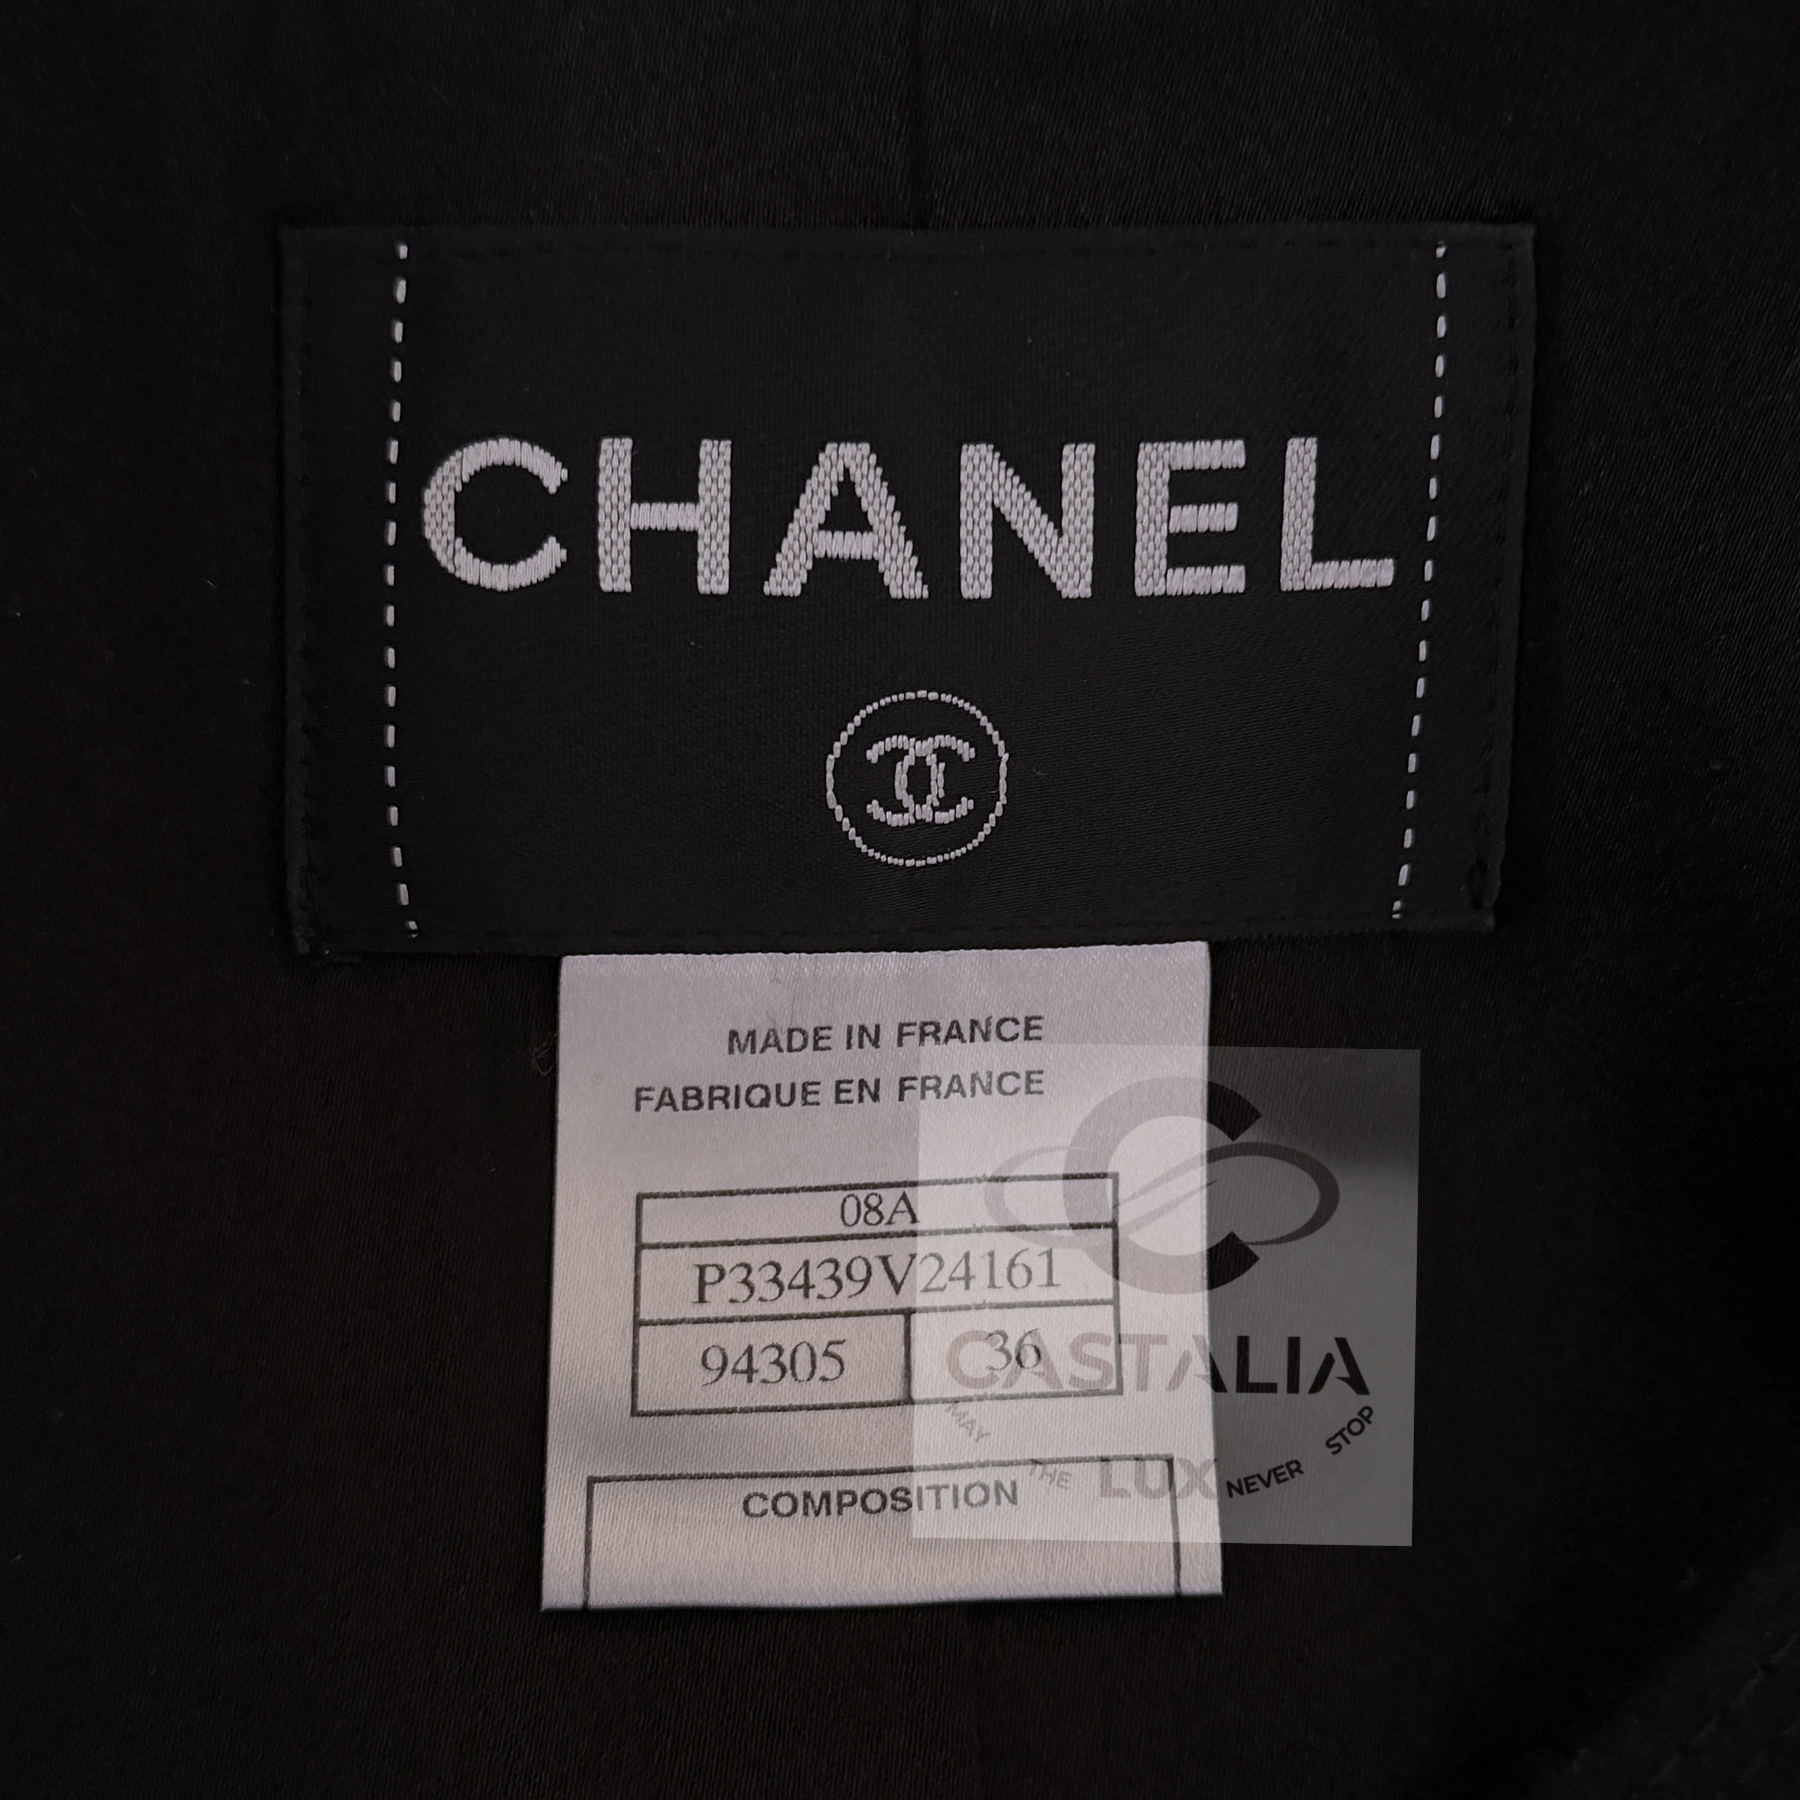 CHANEL
MADE IN FRANCE
FABRIQUE EN FRANCE
08A
P33439V24161
94305 36
CASTALIA
MAY THE LUX NEVER STOP
COMPOSITION